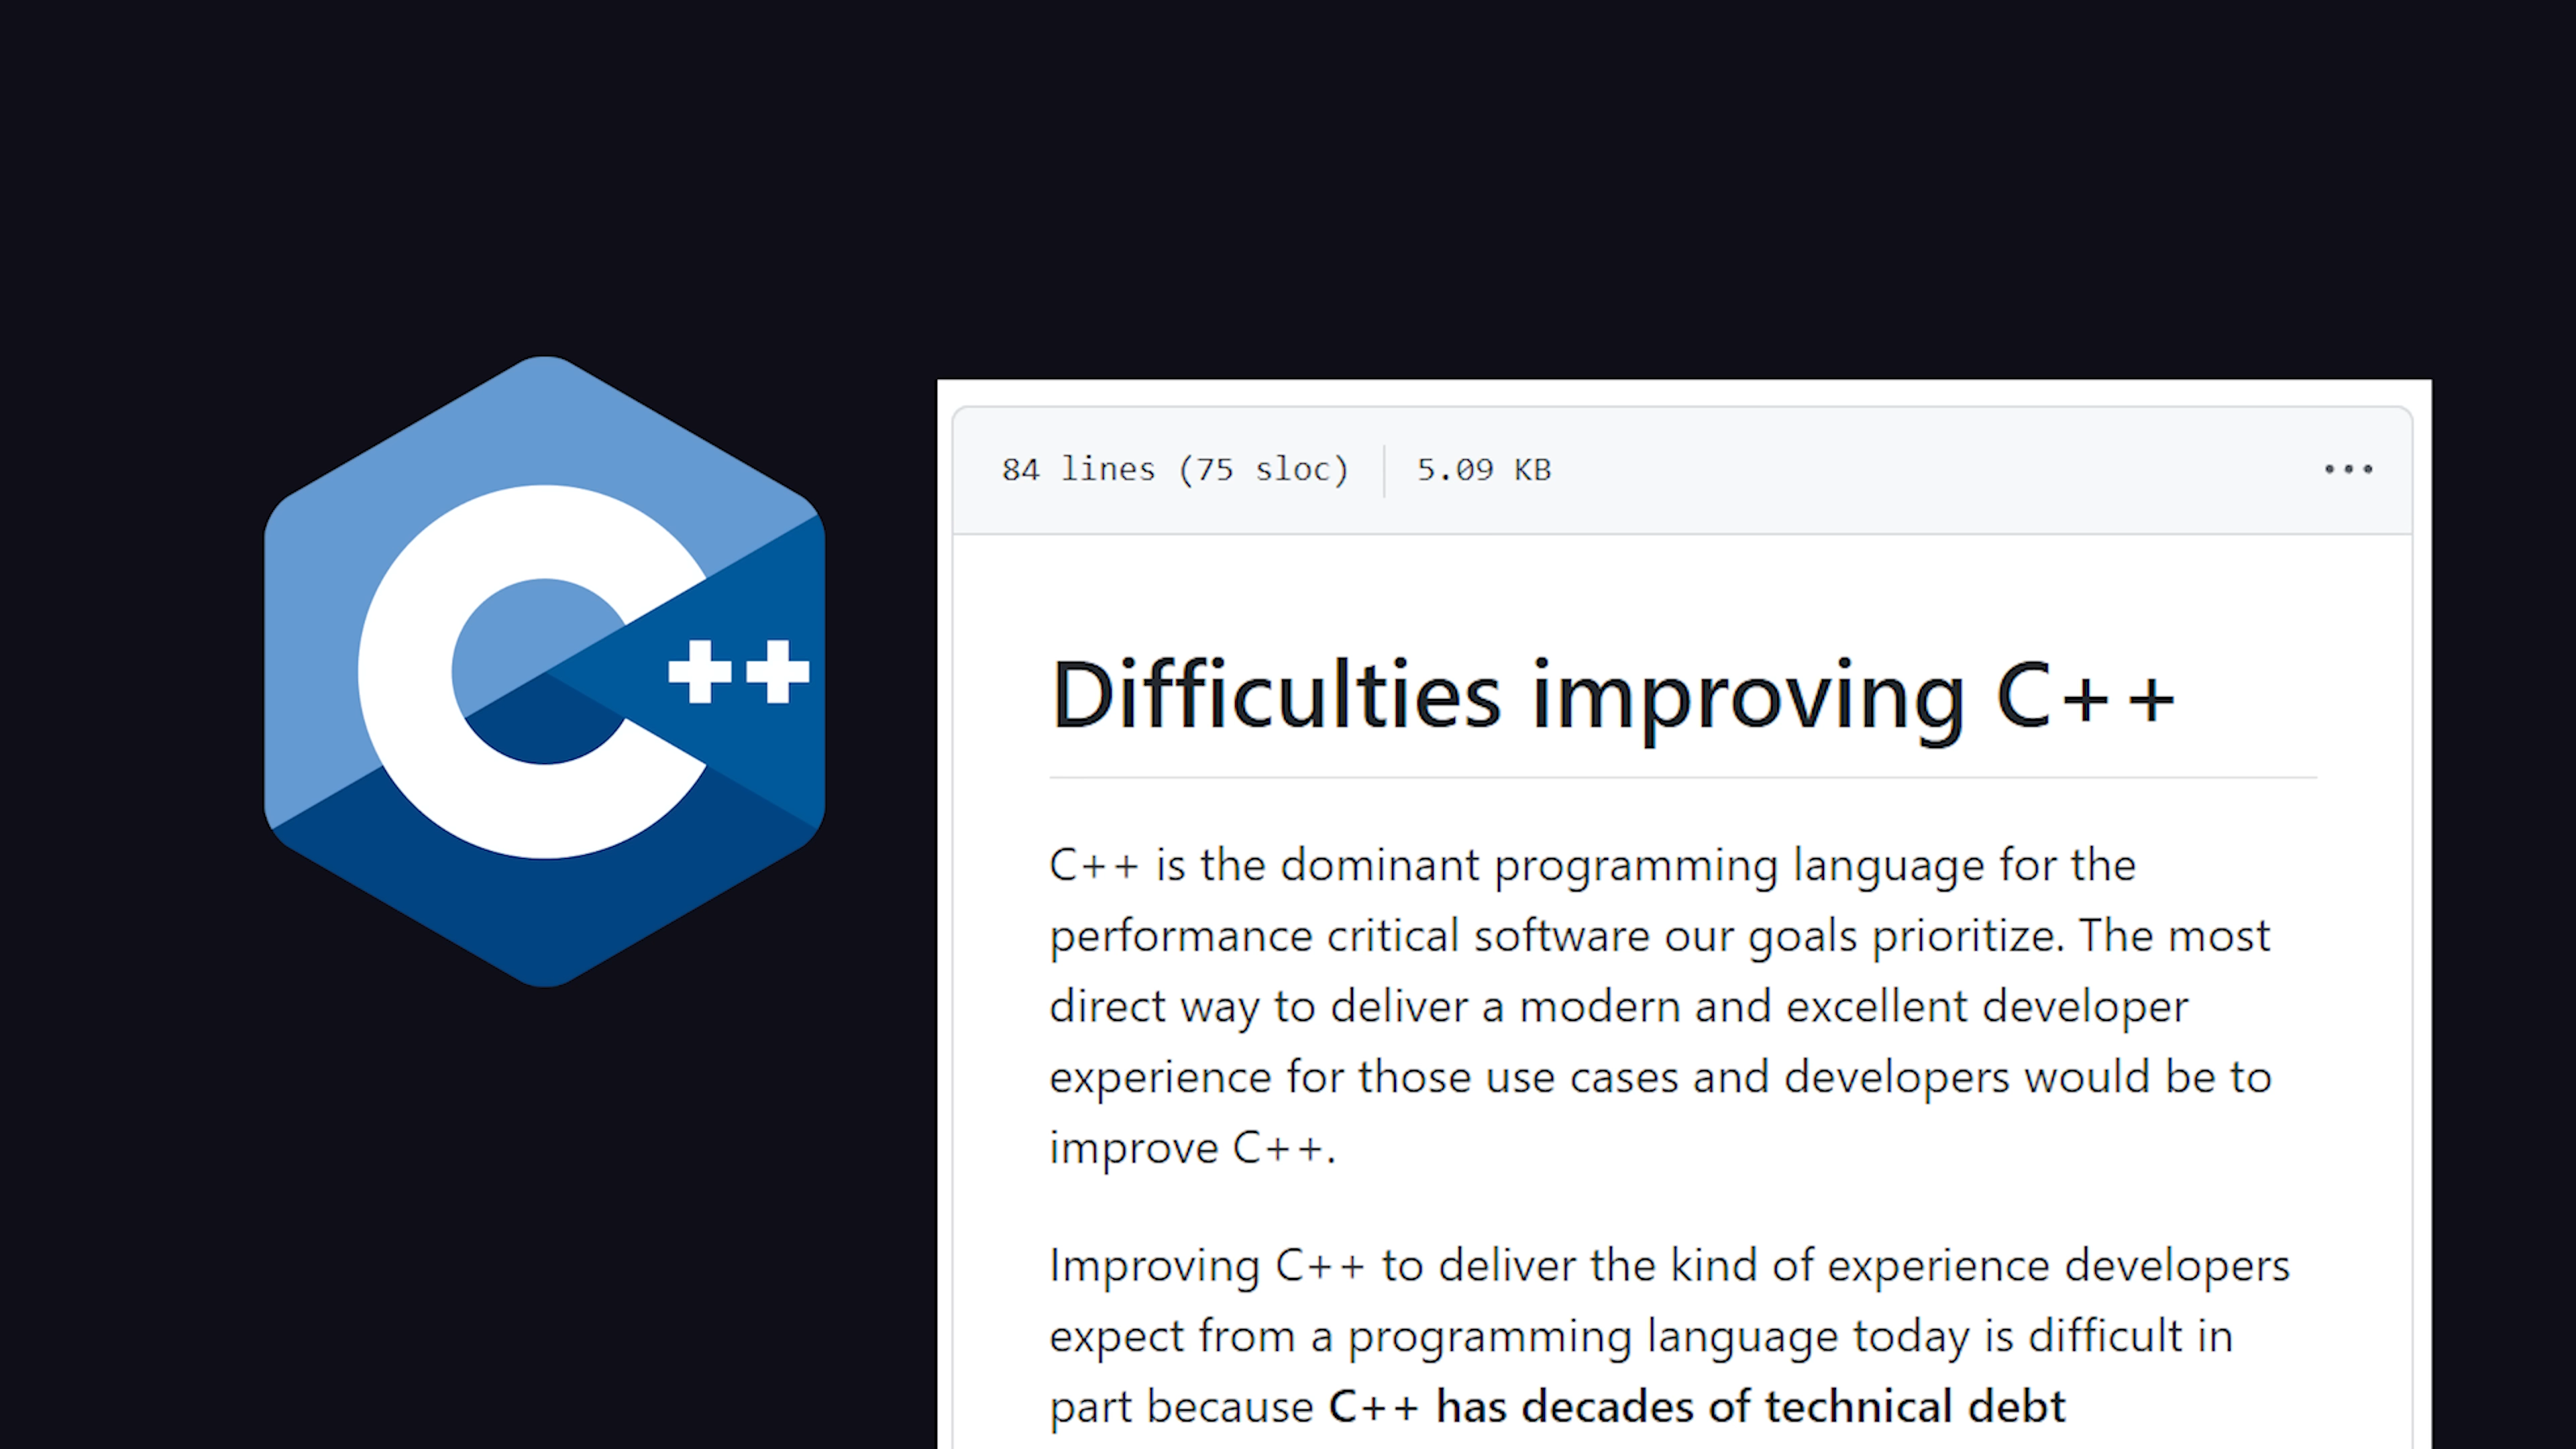 C++
84 lines (75 sloc) 5.09 KB
Difficulties improving C++
C++ is the dominant programming language for the
performance critical software our goals prioritize. The most
direct way to deliver a modern and excellent developer
experience for those use cases and developers would be to
improve C++.
Improving C++ to deliver the kind of experience developers
expect from a programming language today is difficult in
part because C++ has decades of technical debt